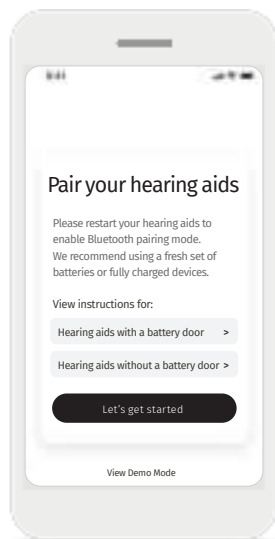 Pair your hearing aids
Please restart your hearing aids to
enable Bluetooth pairing mode.
We recommend using a fresh set of
batteries or fully charged devices.
View instructions for:
Hearing aids with a battery door >
Hearing aids without a battery door >
Let's get started
View Demo Mode